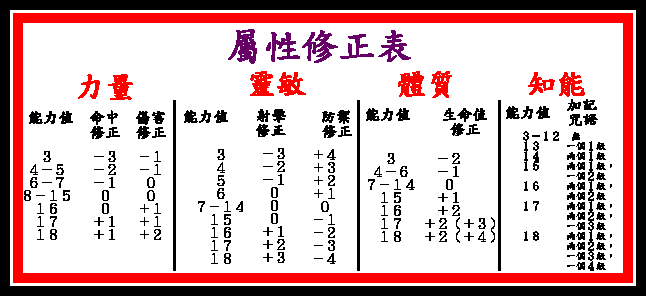 屬性修正表
力量
能力值 命中修正 傷害修正
3 －3 －1
4－5 －2 －1
6－7 －1 0
8－15 0 0
16 0 +1
17 +1 +1
18 +1 +2
靈敏
能力值 射擊修正 防禦修正
3 －3 +4
4 －2 +3
5 －1 +2
6 0 +1
7－14 0 0
15 0 －1
16 +1 －2
17 +2 －3
18 +3 －4
體質
能力值 生命值修正
3 －2
4－6 －1
7－14 0
15 +1
16 +2
17 +2(+3)
18 +2(+4)
知能
能力值 加記咒語
3－12 無
13 一個1級
14 兩個1級
15 兩個1級，
一個2級
16 兩個1級，
兩個2級
17 兩個1級，
兩個2級，
一個3級
18 兩個1級，
兩個2級，
一個3級，
一個4級